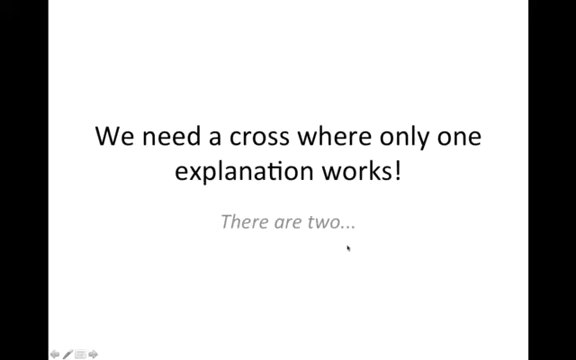 We need a cross where only one
explanation works!
There are two...